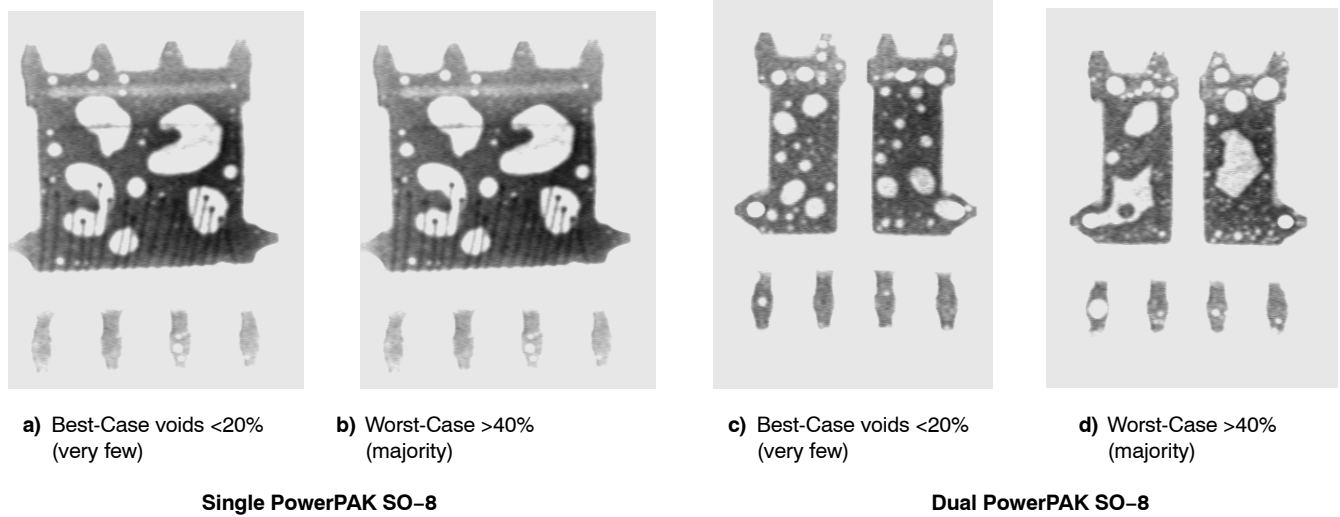 a) Best-Case voids <20%
(very few)
b) Worst-Case >40%
(majority)
Single PowerPAK SO–8
c) Best-Case voids <20%
(very few)
d) Worst-Case >40%
(majority)
Dual PowerPAK SO–8